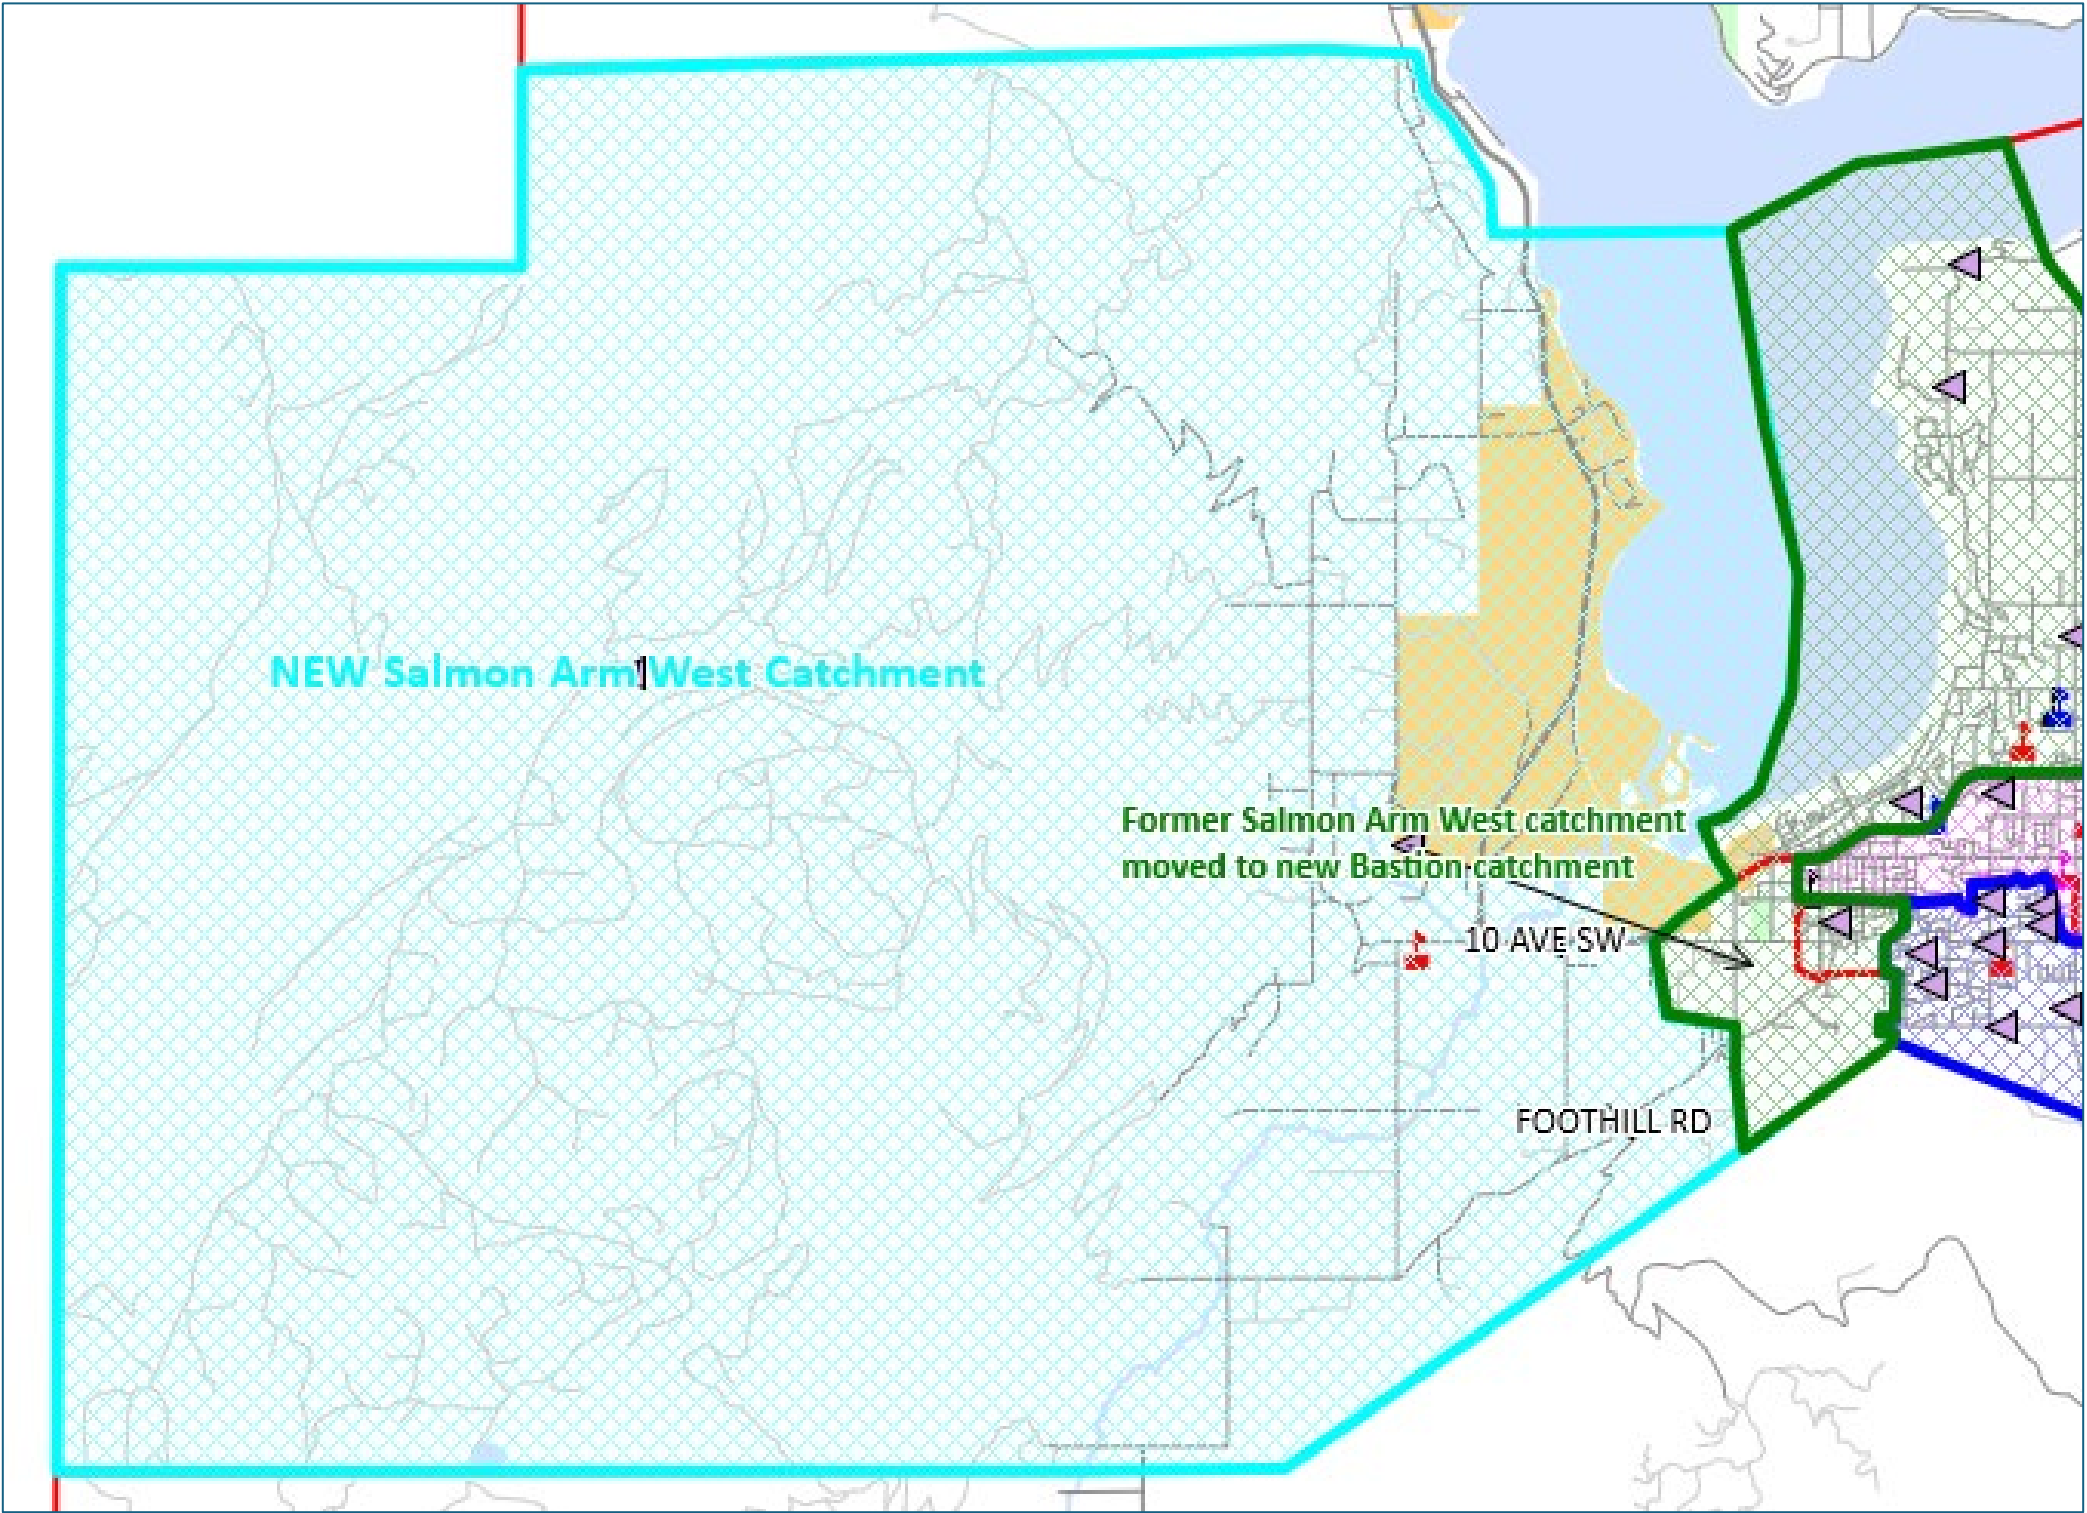 NEW Salmon Arm West Catchment
Former Salmon Arm West catchment
moved to new Bastion catchment
10 AVE SW
FOOTHILL RD